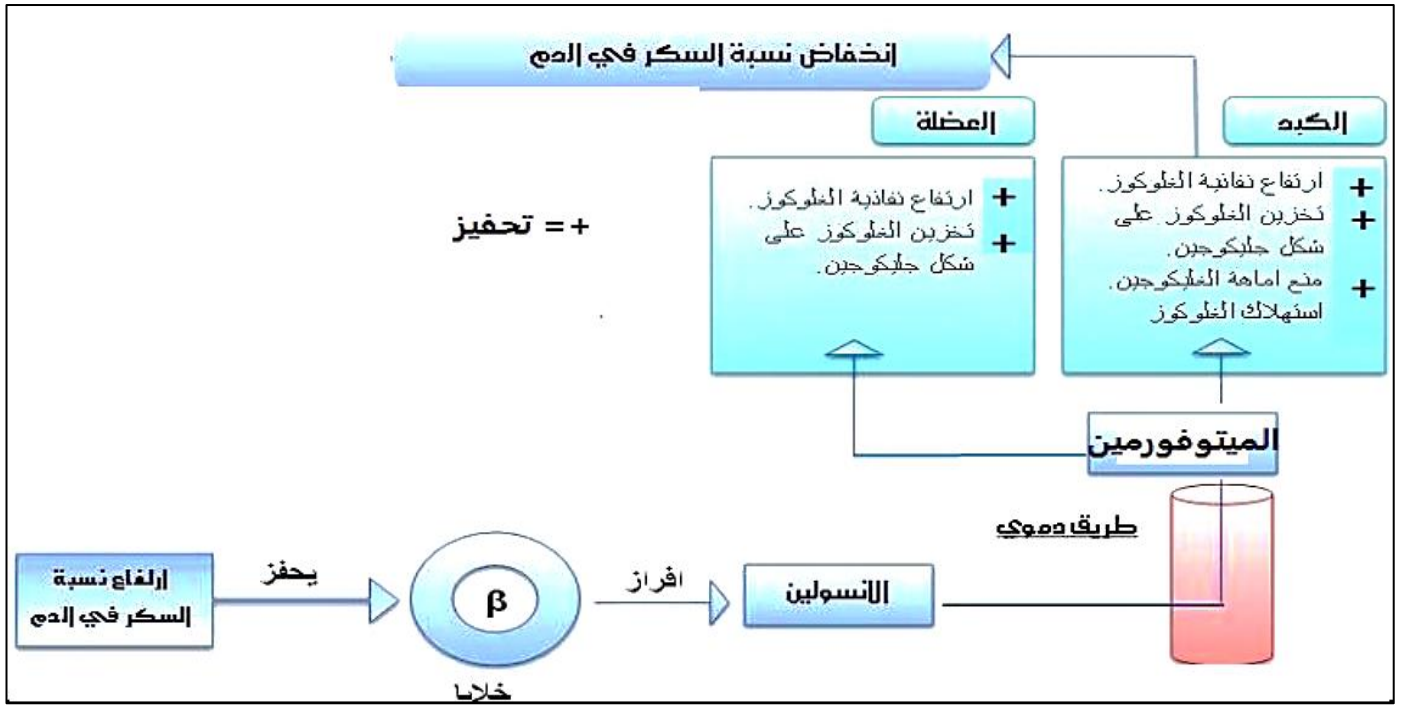 انخفاض نسبة السكر في الدم
الكبد
العضلة
+ ارتفاع نفاذية الغلوكوز.
+ تخزين الغلوكوز على
شكل جليكوجين.
+ منع اماهة الغليكوجين.
استهلاك الغلوكوز
+ ارتفاع نفاذية الغلوكوز.
+ تخزين الغلوكوز على
شكل جليكوجين.
+= تحفيز
الميتوفورمين
طريق دموي
ارتفاع نسبة
السكر في الدم
يحفز
β
خلايا
افراز
الانسولين